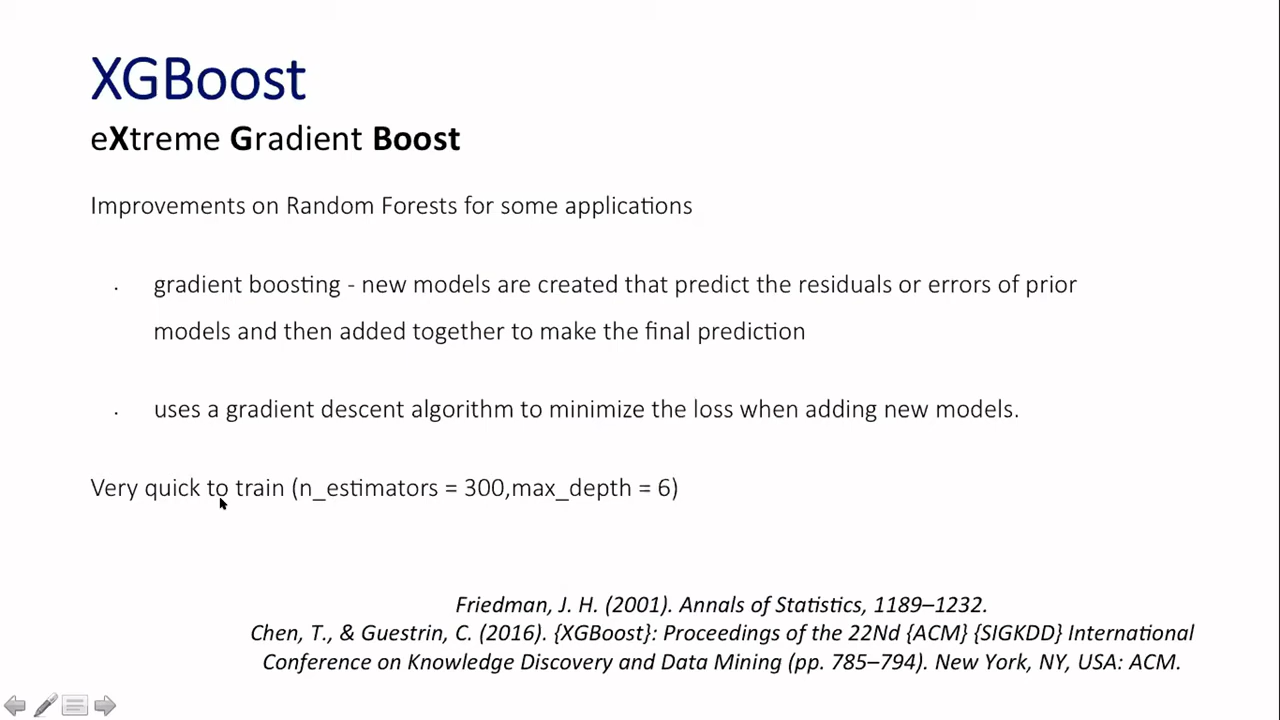 XGBoost
eXtreme Gradient Boost
Improvements on Random Forests for some applications
· gradient boosting - new models are created that predict the residuals or errors of prior
models and then added together to make the final prediction
· uses a gradient descent algorithm to minimize the loss when adding new models.
Very quick to train (n_estimators = 300,max_depth = 6)
Friedman, J. H. (2001). Annals of Statistics, 1189–1232.
Chen, T., & Guestrin, C. (2016). {XGBoost}: Proceedings of the 22Nd {ACM} {SIGKDD} International
Conference on Knowledge Discovery and Data Mining (pp. 785–794). New York, NY, USA: ACM.